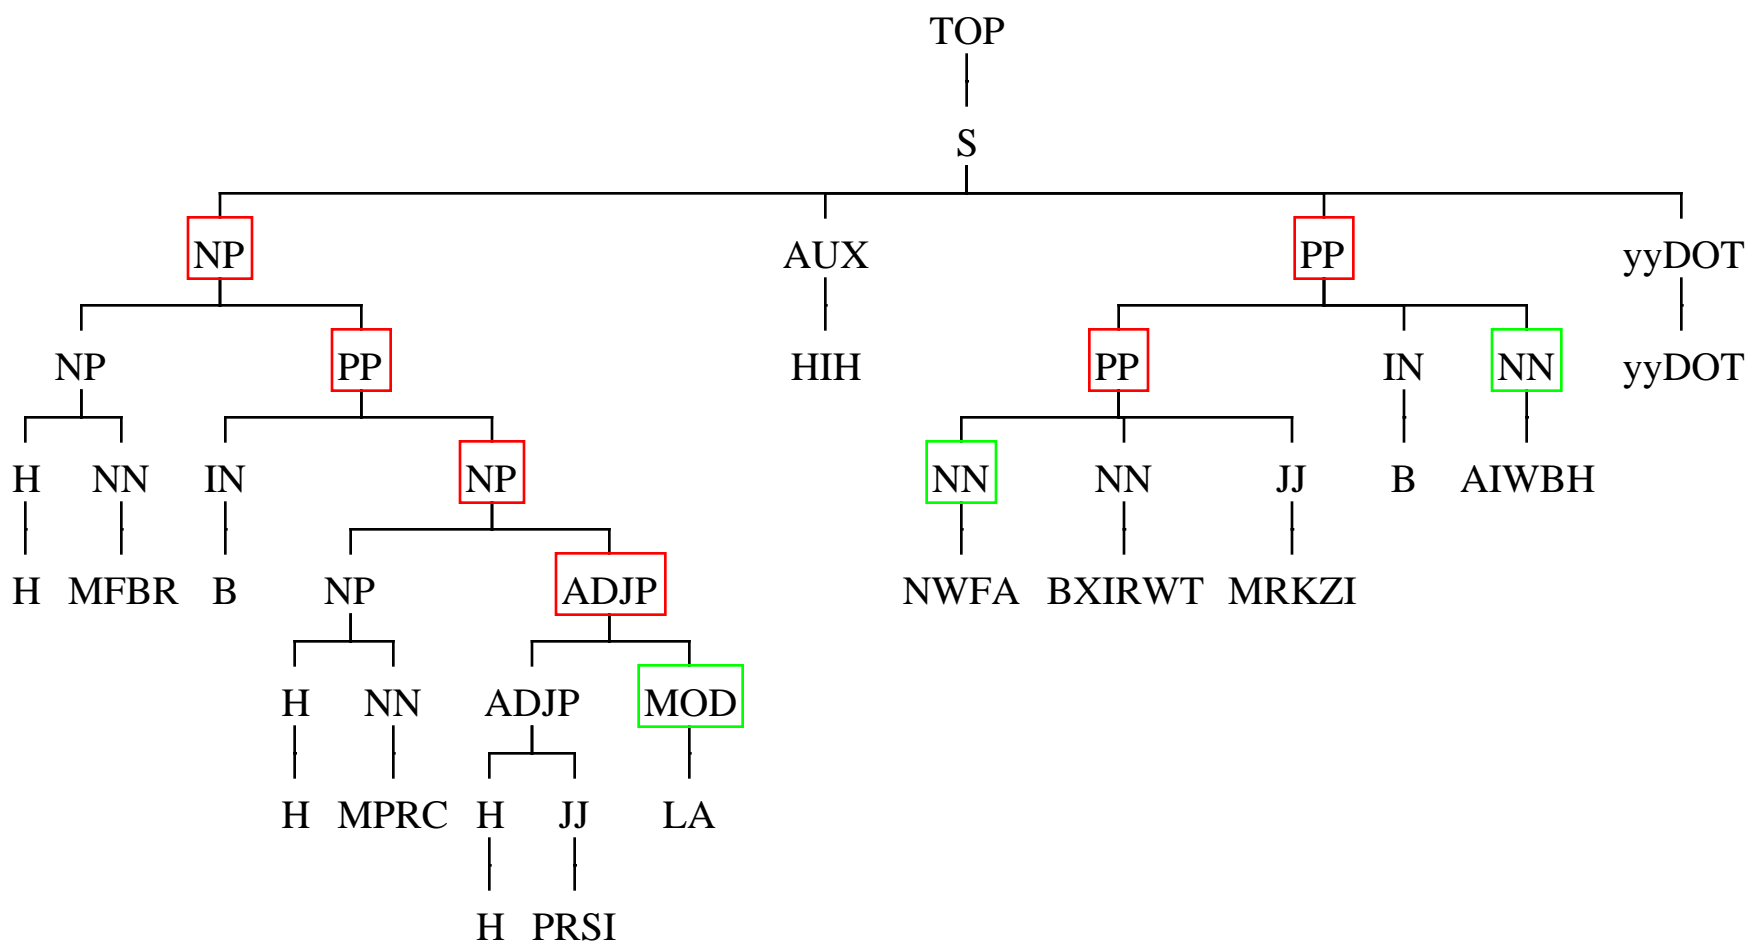 TOP
S
NP AUX PP yyDOT
NP PP HIH PP IN NN yyDOT
H NN IN NP NN NN JJ B AIWBH
H MFBR B NP ADJP NWFA BXIRWT MRKZI
H NN ADJP MOD
H MPRC H JJ LA
H PRSI